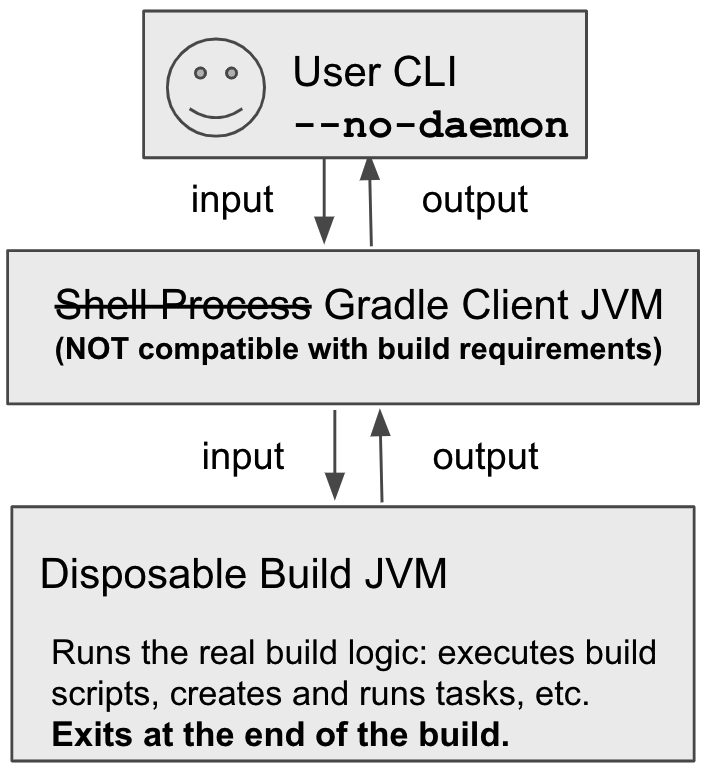 User CLI
--no-daemon
input
output
Shell Process Gradle Client JVM
(NOT compatible with build requirements)
input
output
Disposable Build JVM
Runs the real build logic: executes build
scripts, creates and runs tasks, etc.
Exits at the end of the build.